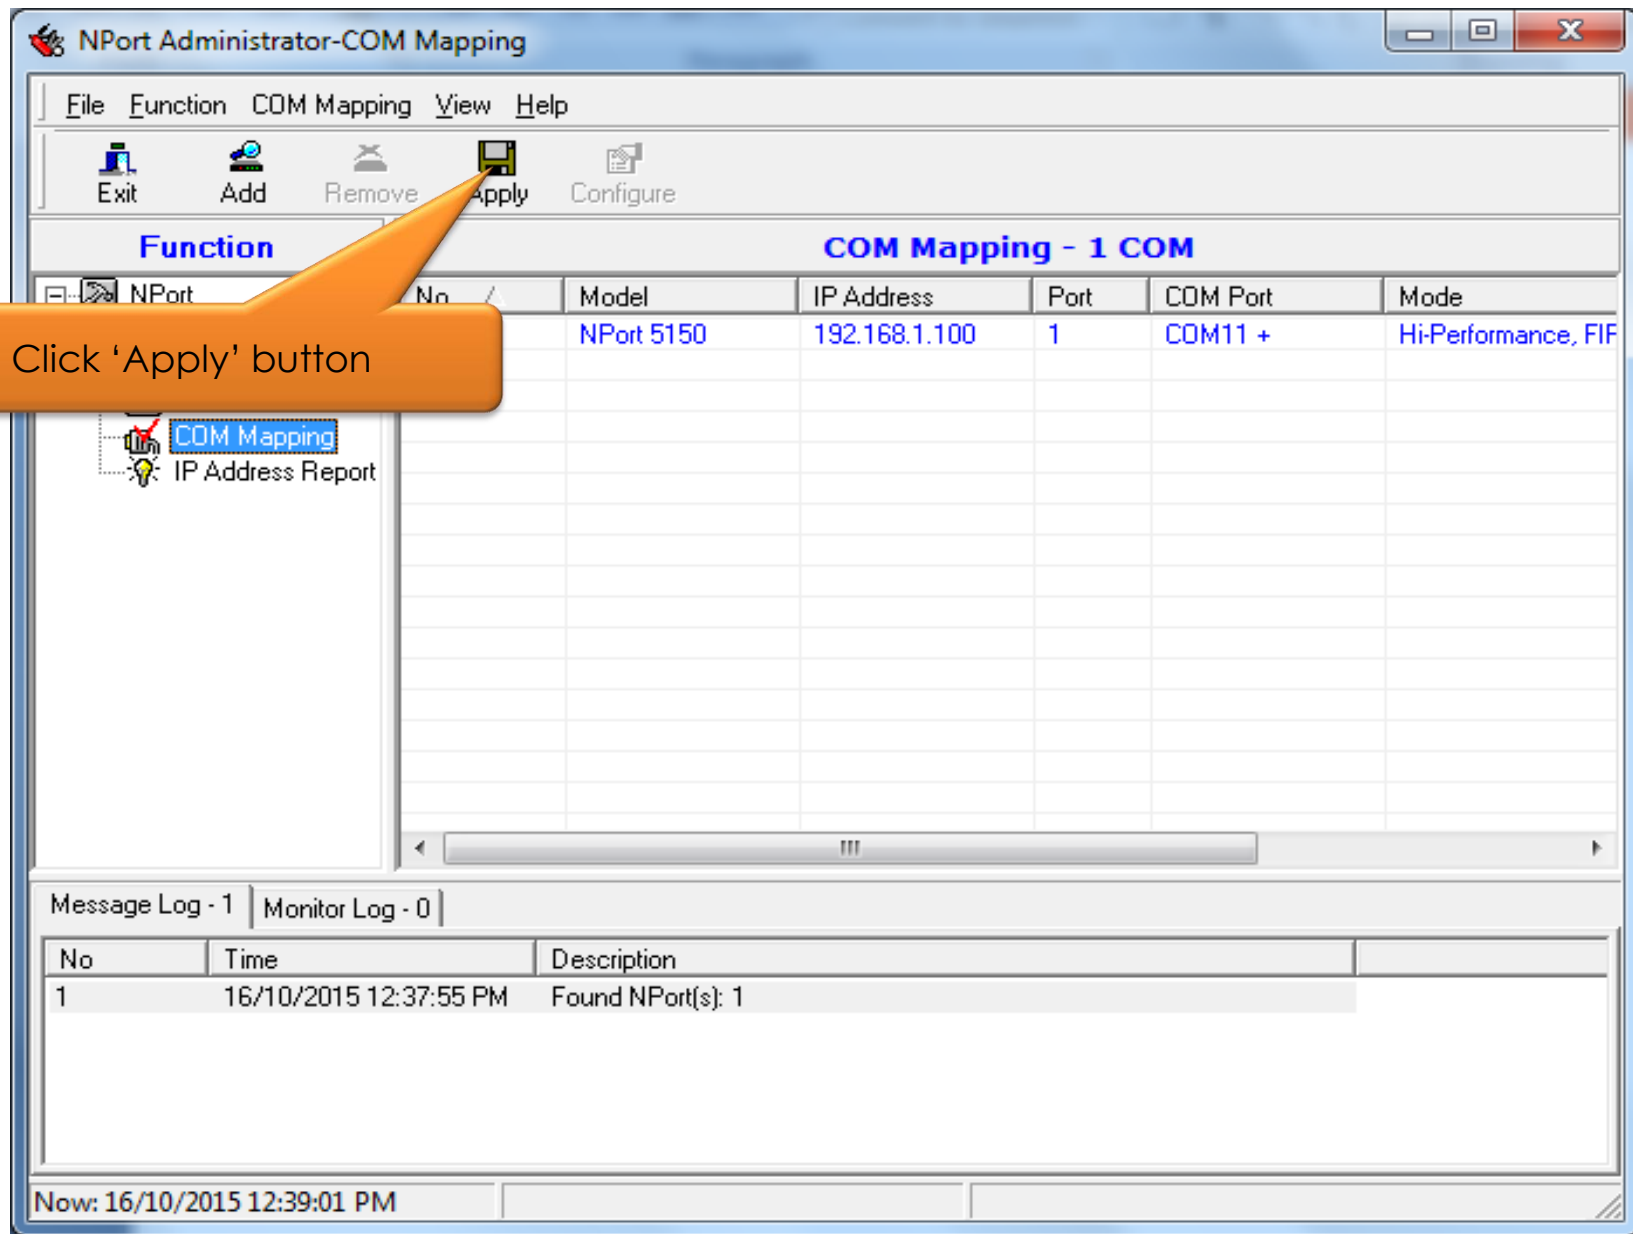 NPort Administrator-COM Mapping
File Function COM Mapping View Help
Exit Add Remove Apply Configure
Function
COM Mapping - 1 COM
NPort
No Model IP Address Port COM Port Mode
NPort 5150 192.168.1.100 1 COM11 + Hi-Performance, FIF
Click ‘Apply’ button
COM Mapping
IP Address Report
Message Log - 1 Monitor Log - 0
No Time Description
1 16/10/2015 12:37:55 PM Found NPort(s): 1
Now: 16/10/2015 12:39:01 PM